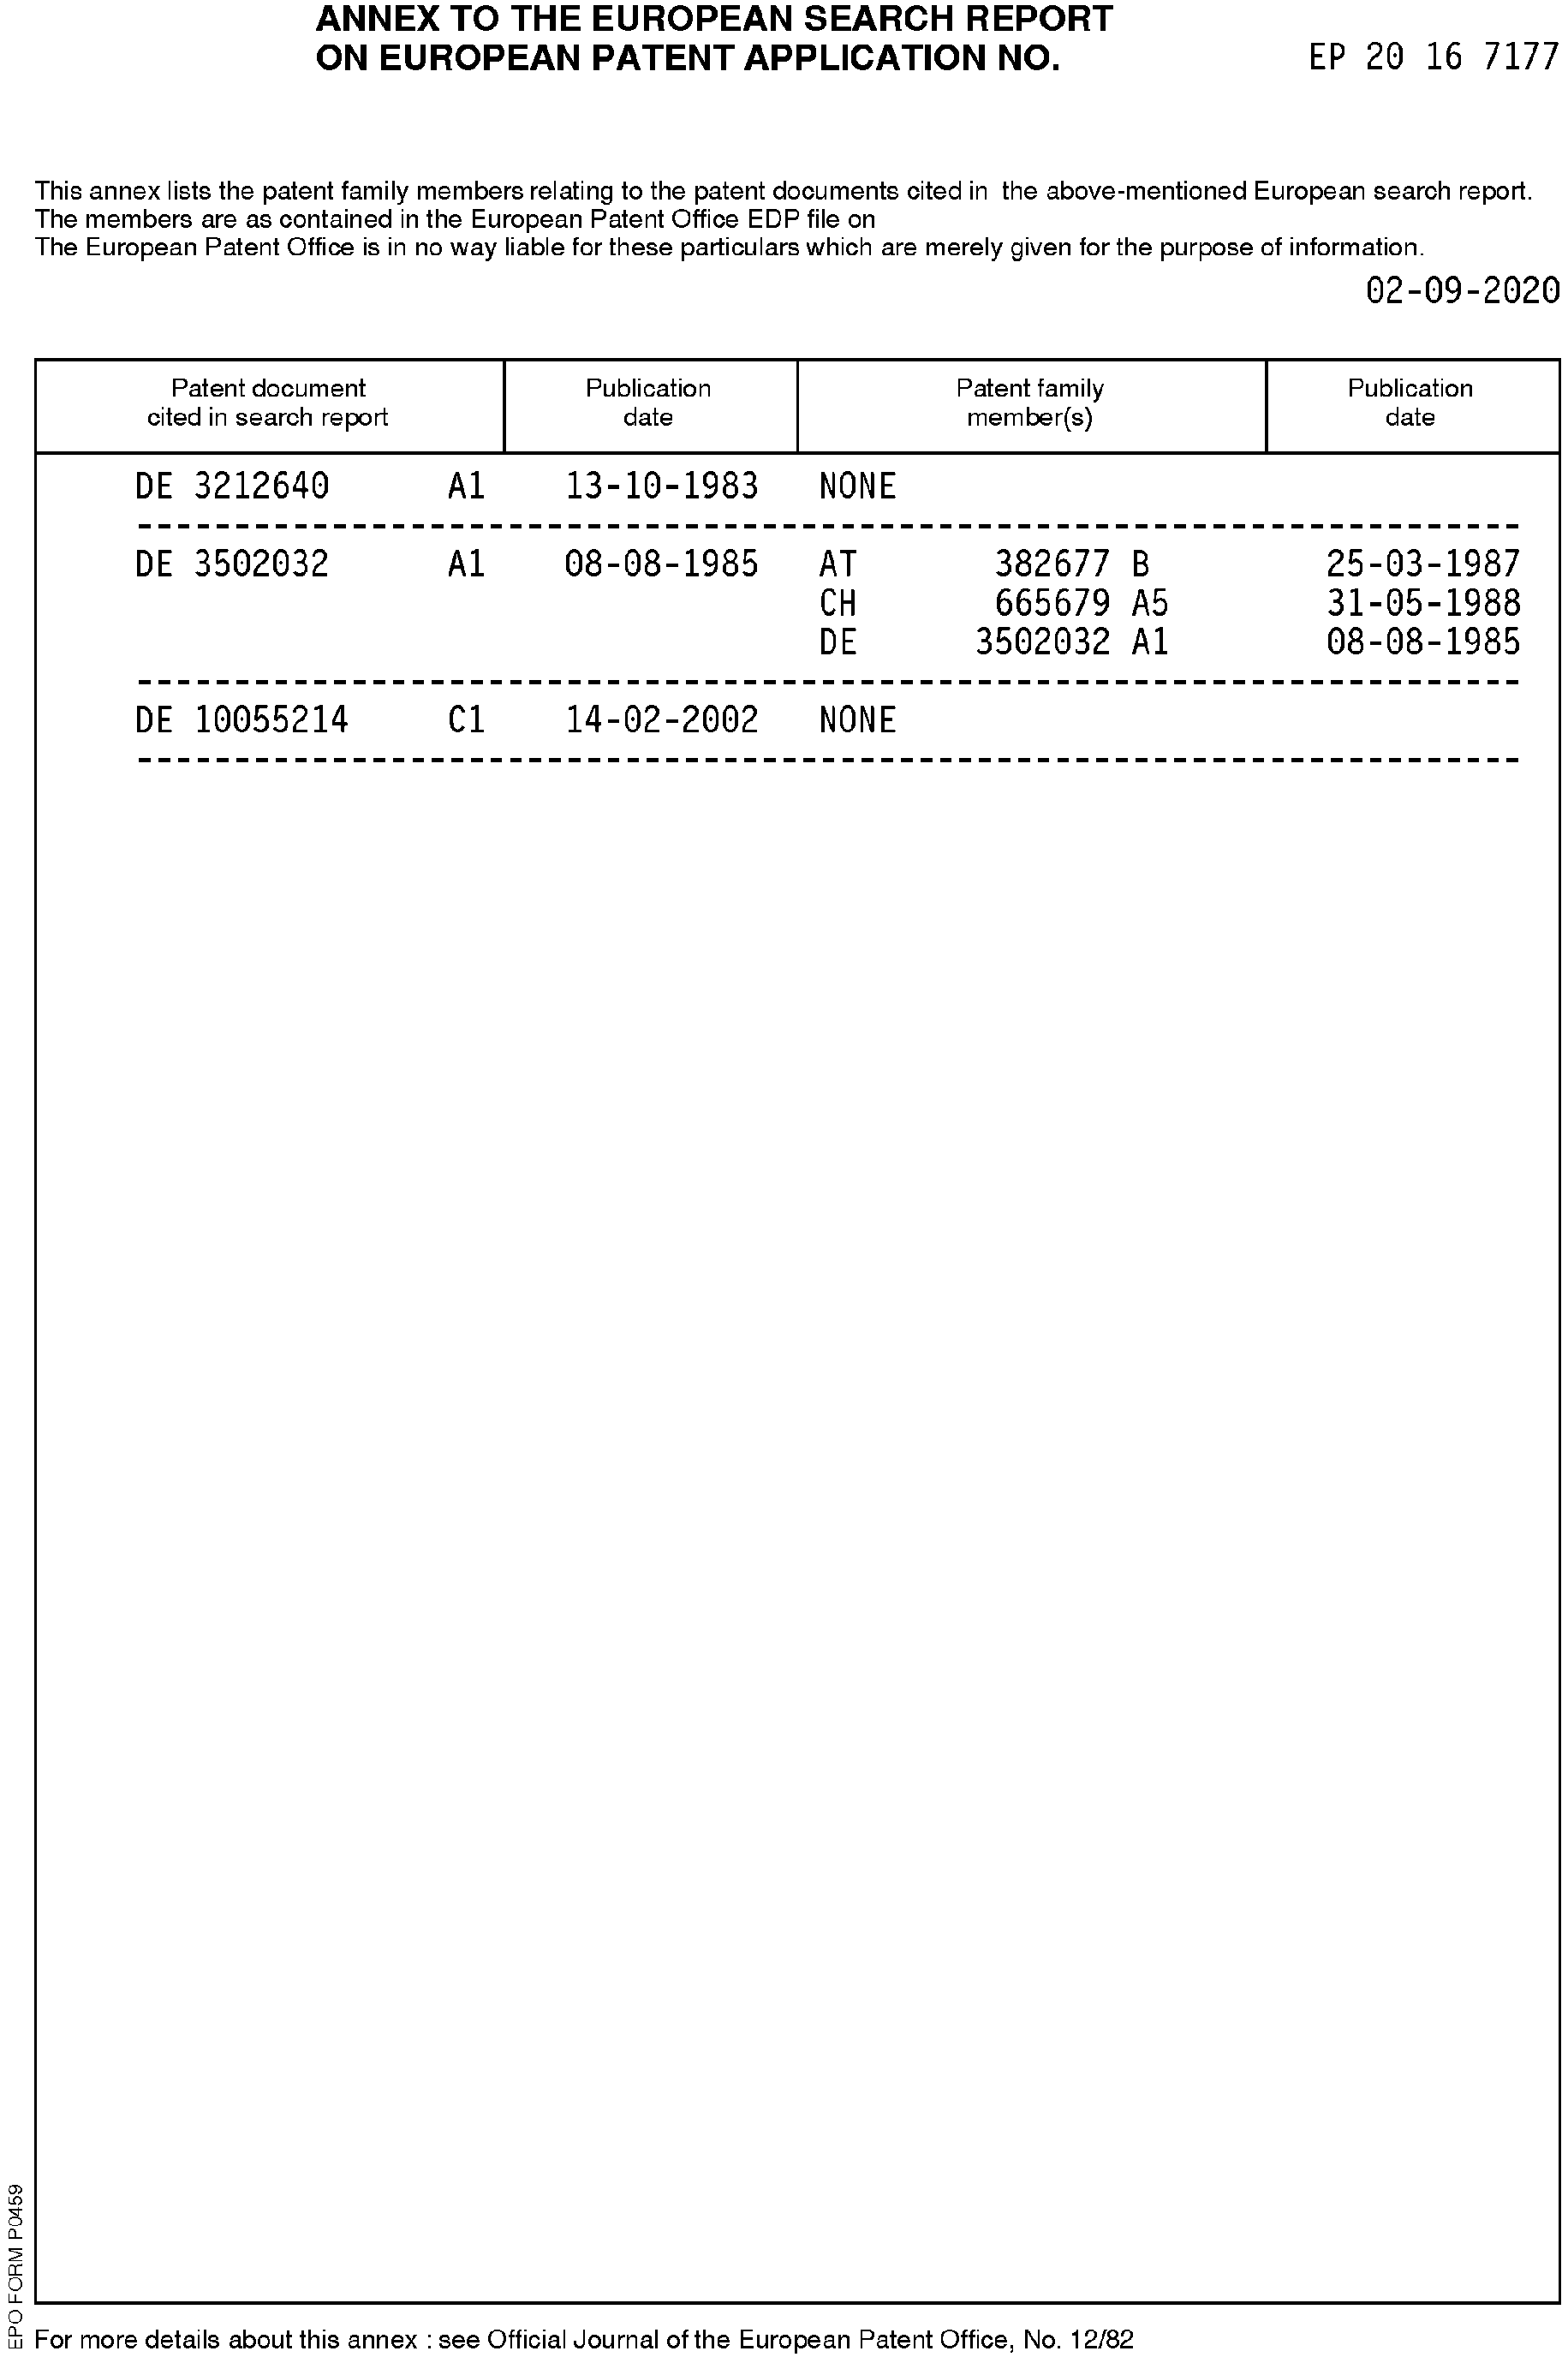 ANNEX TO THE EUROPEAN SEARCH REPORT
ON EUROPEAN PATENT APPLICATION NO. EP 20 16 7177
This annex lists the patent family members relating to the patent documents cited in the above-mentioned European search report.
The members are as contained in the European Patent Office EDP file on
The European Patent Office is in no way liable for these particulars which are merely given for the purpose of information.
02-09-2020
Patent document cited in search report Publication date Patent family member(s) Publication date
DE 3212640 A1 13-10-1983 NONE
DE 3502032 A1 08-08-1985 AT 382677 B 25-03-1987
CH 665679 A5 31-05-1988
DE 3502032 A1 08-08-1985
DE 10055214 C1 14-02-2002 NONE
EPO FORM P0459
For more details about this annex : see Official Journal of the European Patent Office, No. 12/82